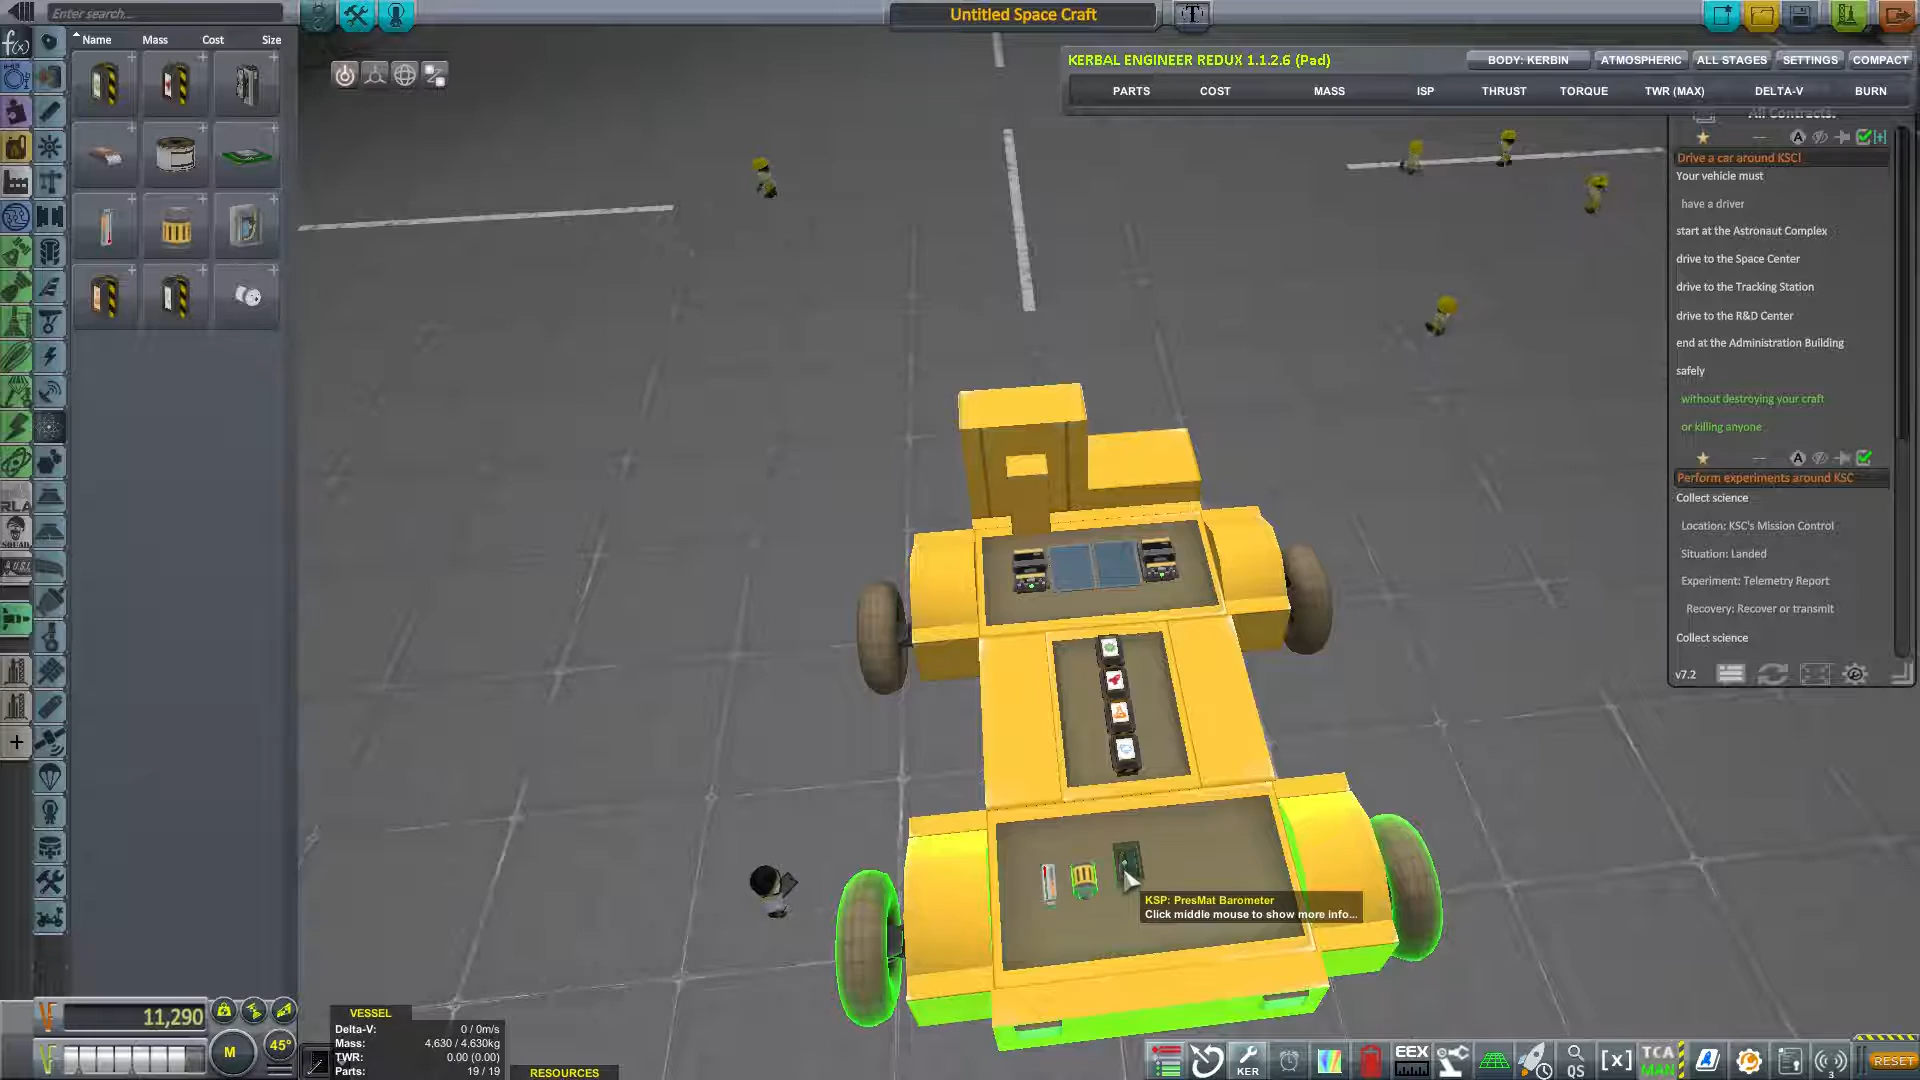 Enter search...
Untitled Space Craft
T
Name Mass Cost Size
f(x)
KERBAL ENGINEER REDUX 1.1.2.6 (Pad)
BODY: KERBIN ATMOSPHERIC ALL STAGES SETTINGS COMPACT
PARTS COST MASS ISP THRUST TORQUE TWR (MAX) DELTA-V BURN
All Contracts:
A [+]
Drive a car around KSC!
Your vehicle must
have a driver
start at the Astronaut Complex
drive to the Space Center
drive to the Tracking Station
drive to the R&D Center
end at the Administration Building
safely
without destroying your craft
or killing anyone
A
Perform experiments around KSC
Collect science
Location: KSC's Mission Control
Situation: Landed
Experiment: Telemetry Report
Recovery: Recover or transmit
Collect science
v7.2
RLA
SQUAD
KSP: PresMat Barometer
Click middle mouse to show more info...
11,290
M
45°
VESSEL
Delta-V: 0 / 0m/s
Mass: 4,630 / 4,630kg
TWR: 0.00 (0.00)
Parts: 19 / 19
RESOURCES
KER
EEX
QS
[x]
TCA
MAN
A
3
RESET